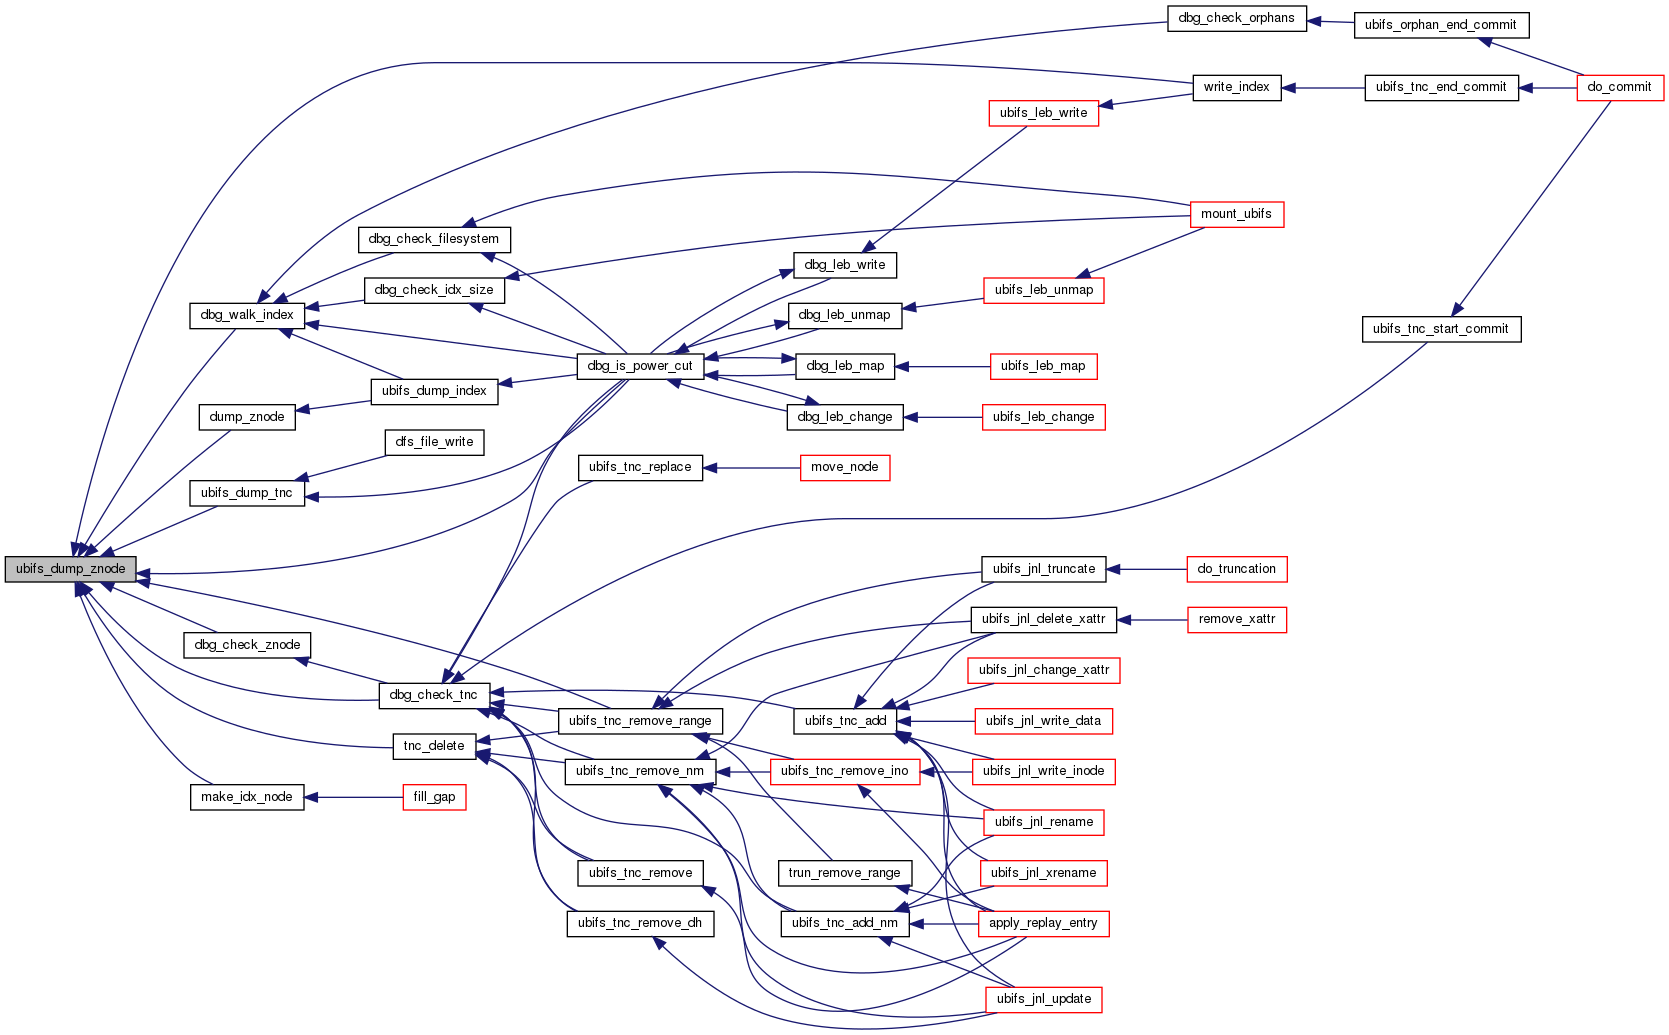 dbg_check_orphans
ubifs_orphan_end_commit
write_index
ubifs_tnc_end_commit
do_commit
ubifs_leb_write
mount_ubifs
dbg_check_filesystem
dbg_leb_write
dbg_check_idx_size
ubifs_leb_unmap
dbg_walk_index
dbg_leb_unmap
ubifs_tnc_start_commit
dbg_is_power_cut
dbg_leb_map
ubifs_leb_map
ubifs_dump_index
dump_znode
dbg_leb_change
ubifs_leb_change
dfs_file_write
ubifs_tnc_replace
move_node
ubifs_dump_tnc
ubifs_dump_znode
ubifs_jnl_truncate
do_truncation
ubifs_jnl_delete_xattr
remove_xattr
dbg_check_znode
ubifs_jnl_change_xattr
dbg_check_tnc
ubifs_tnc_remove_range
ubifs_tnc_add
ubifs_jnl_write_data
tnc_delete
ubifs_tnc_remove_nm
ubifs_tnc_remove_ino
ubifs_jnl_write_inode
make_idx_node
fill_gap
ubifs_jnl_rename
ubifs_tnc_remove
trun_remove_range
ubifs_jnl_xrename
ubifs_tnc_remove_dh
ubifs_tnc_add_nm
apply_replay_entry
ubifs_jnl_update